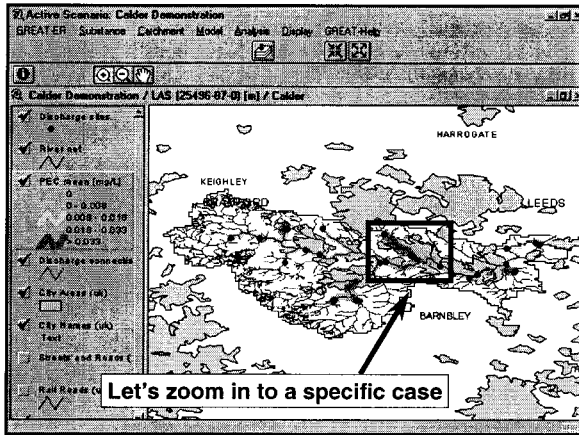 Active Scenario: Calder Demonstration
GREAT-ER Substance Catchment Model Analysis Display GREAT-Help
Calder Demonstration / LAS (25496-87-0) [m] / Calder
Discharge sites
River net
PEC mean [mg/L]
0
0 - 0.008
0.008 - 0.016
0.016 - 0.033
> 0.033
Discharge connectio
City Areas (uk)
City Names (uk)
Text
Streets and Roads (
Rail Roads (u
HARROGATE
KEIGHLEY
LEEDS
BARNSLEY
Let's zoom in to a specific case